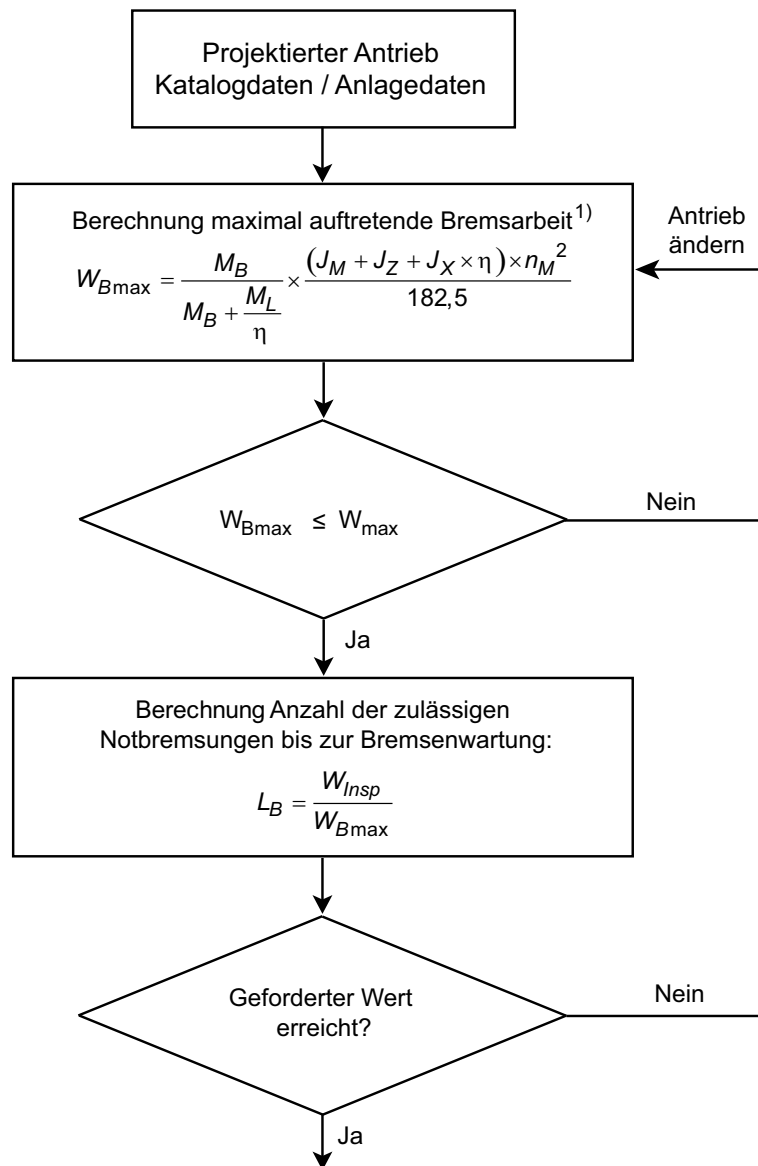 Projektierter Antrieb
Katalogdaten / Anlagedaten
Berechnung maximal auftretende Bremsarbeit¹⁾
W_Bmax = M_B / (M_B + M_L / η) × ((J_M + J_Z + J_X × η) × n_M²) / 182,5
Antrieb
ändern
W_Bmax ≤ W_max
Nein
Ja
Berechnung Anzahl der zulässigen
Notbremsungen bis zur Bremsenwartung:
L_B = W_Insp / W_Bmax
Geforderter Wert
erreicht?
Nein
Ja